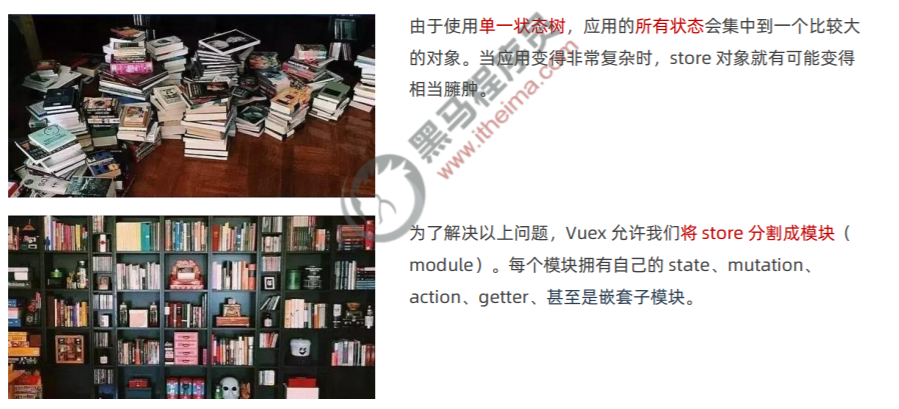 由于使用单一状态树，应用的所有状态会集中到一个比较大
的对象。当应用变得非常复杂时，store 对象就有可能变得
相当臃肿。
黑马程序员
www.itheima.com
为了解决以上问题，Vuex 允许我们将 store 分割成模块（
module）。每个模块拥有自己的 state、mutation、
action、getter、甚至是嵌套子模块。